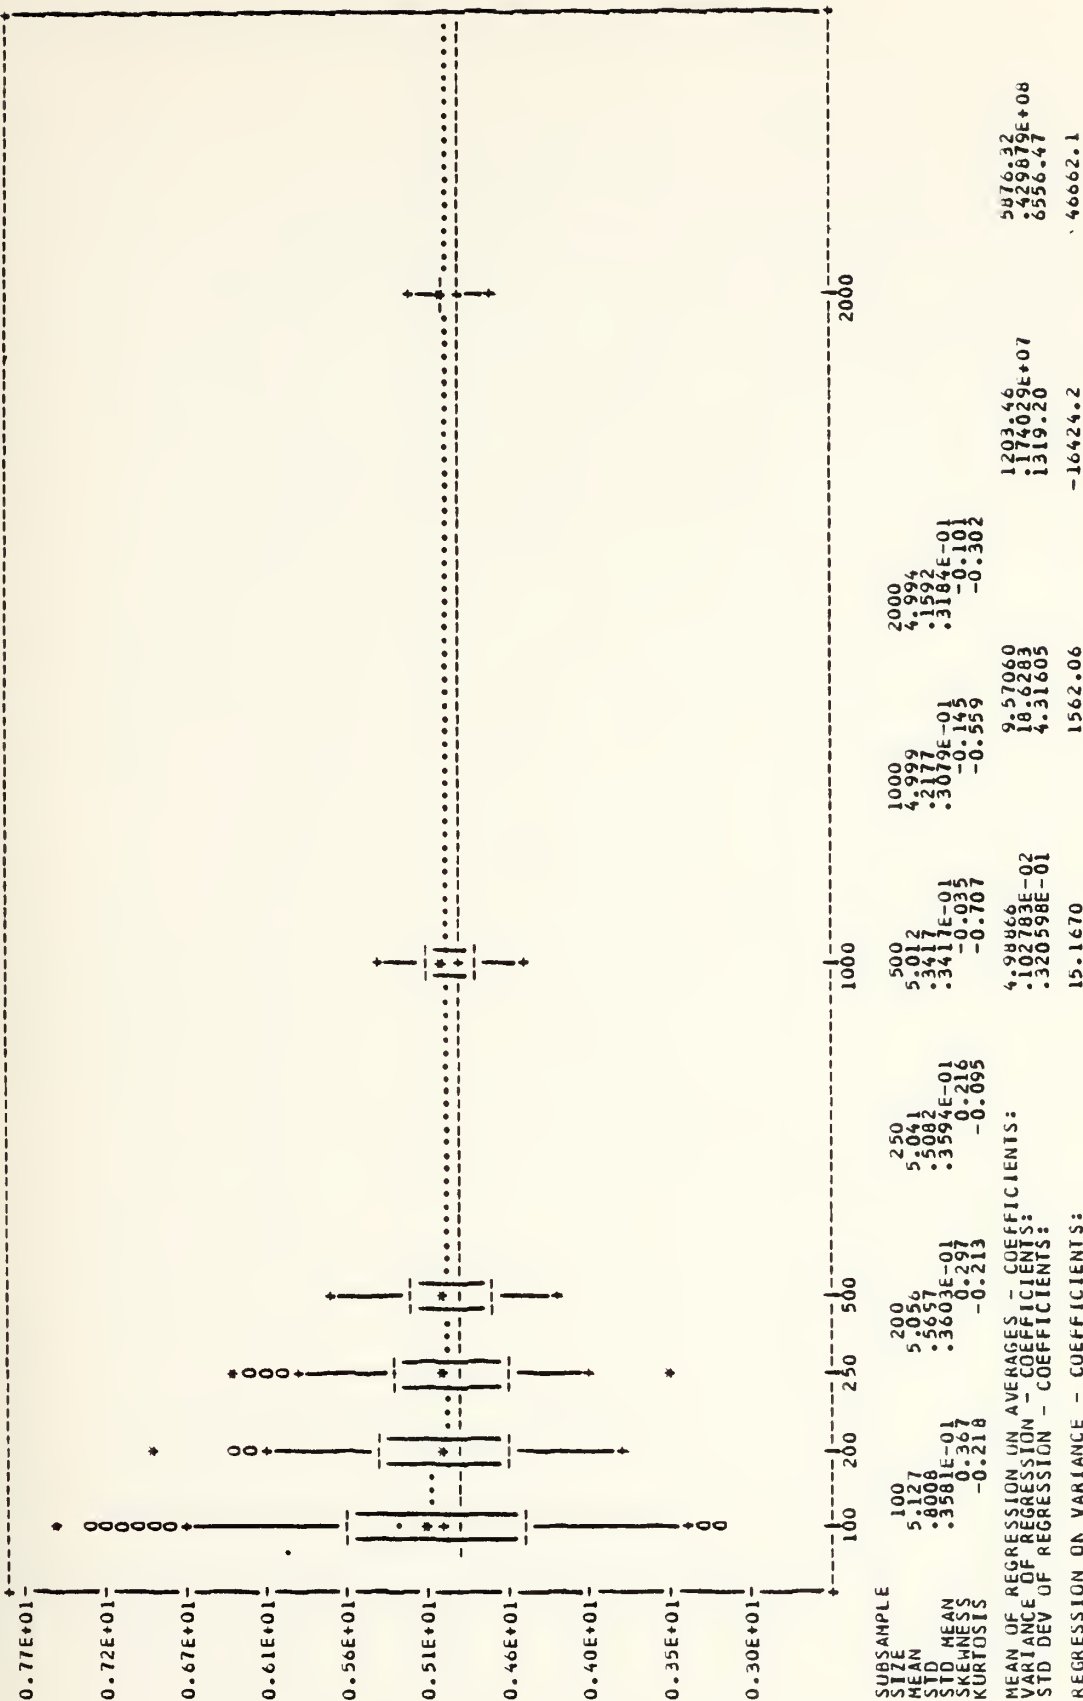 0.77E+01
0.72E+01
0.67E+01
0.61E+01
0.56E+01
0.51E+01
0.46E+01
0.40E+01
0.35E+01
0.30E+01
100 200 250 500 1000 2000
SUBSAMPLE
SIZE 100 200 250 500 1000 2000
MEAN 5.127 5.056 5.041 5.012 4.999 4.994
STD .8008 .5657 .5082 .3417 .2177 .1592
STD MEAN .3581E-01 .3603E-01 .3594E-01 .3417E-01 .3079E-01 .3184E-01
SKEWNESS 0.367 0.297 0.216 -0.035 -0.145 -0.101
KURTOSIS -0.218 -0.213 -0.095 -0.707 -0.559 -0.302
MEAN OF REGRESSION ON AVERAGES - COEFFICIENTS: 4.98866 9.57060 1203.46 5876.32
VARIANCE OF REGRESSION - COEFFICIENTS: .102783E-02 18.6283 .174029E+07 .429879E+08
STD DEV OF REGRESSION - COEFFICIENTS: .320598E-01 4.31605 1319.20 6556.47
REGRESSION ON VARIANCE - COEFFICIENTS: 15.1670 1562.06 -16424.2 46662.1